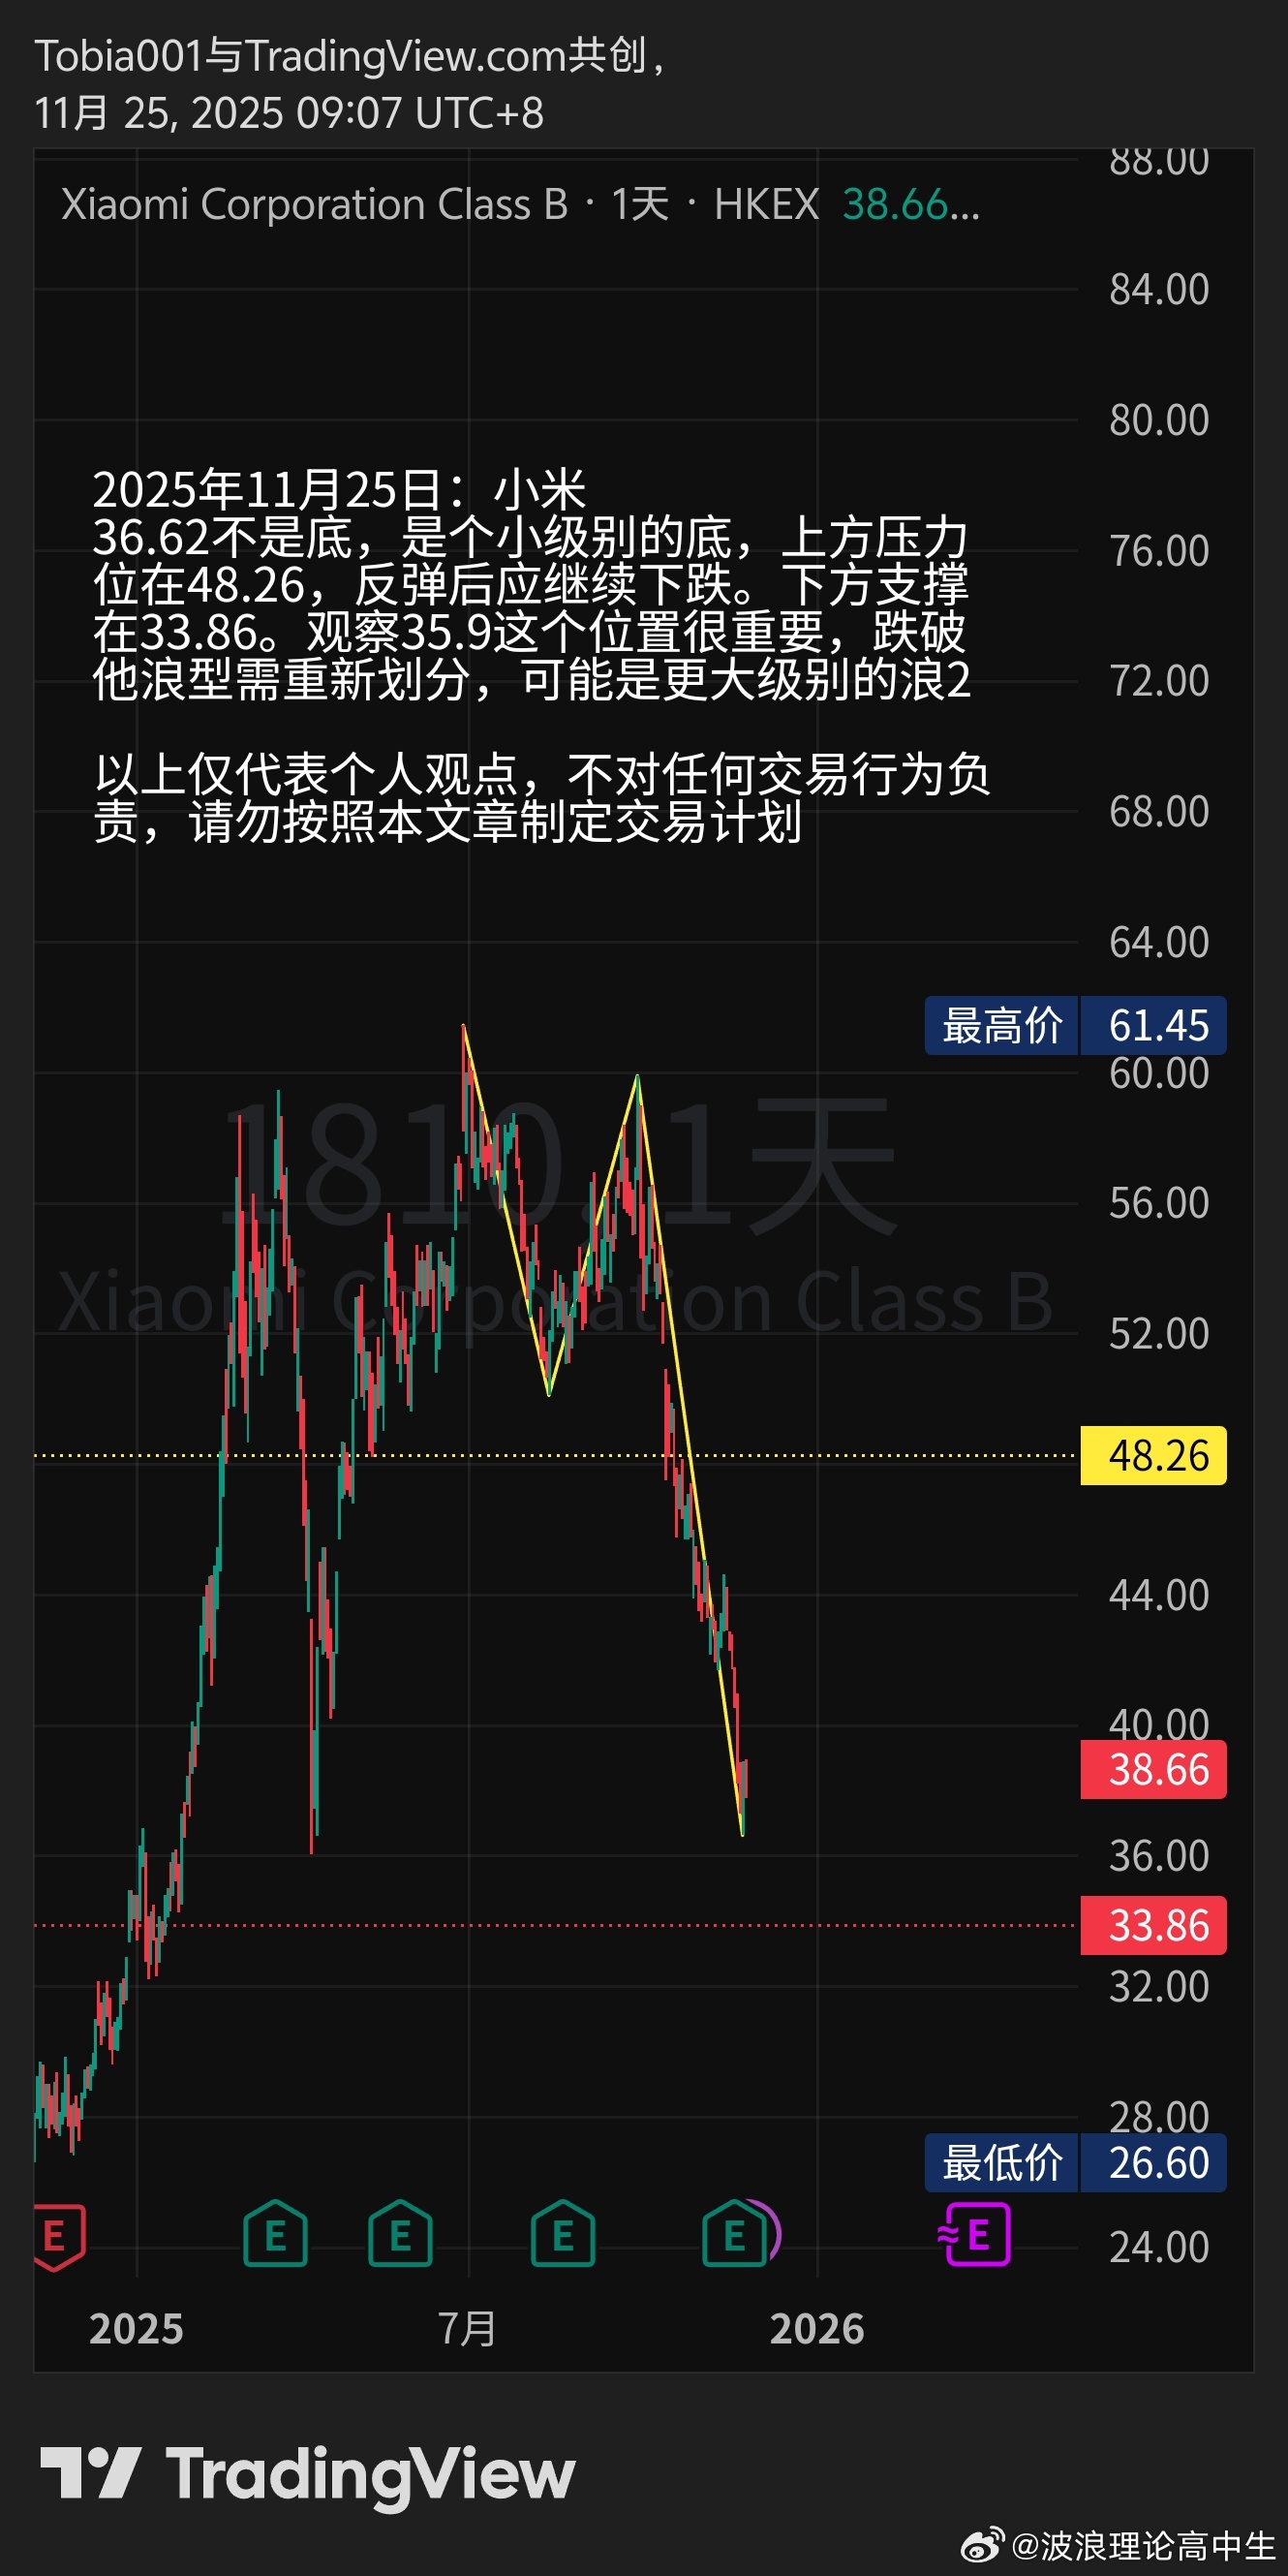 Tobia001与TradingView.com共创，
11月 25, 2025 09:07 UTC+8
88.00
Xiaomi Corporation Class B · 1天 · HKEX 38.66...
84.00
80.00
2025年11月25日：小米
36.62不是底，是个小级别的底，上方压力
76.00
位在48.26，反弹后应继续下跌。下方支撑
在33.86。观察35.9这个位置很重要，跌破
他浪型需重新划分，可能是更大级别的浪2
72.00
以上仅代表个人观点，不对任何交易行为负
责，请勿按照本文章制定交易计划
68.00
64.00
最高价 61.45
60.00
1810, 1天
56.00
Xiaomi Corporation Class B
52.00
48.26
44.00
40.00
38.66
36.00
33.86
32.00
28.00
最低价 26.60
E E E E E ≈E
24.00
2025 7月 2026
TradingView
@波浪理论高中生